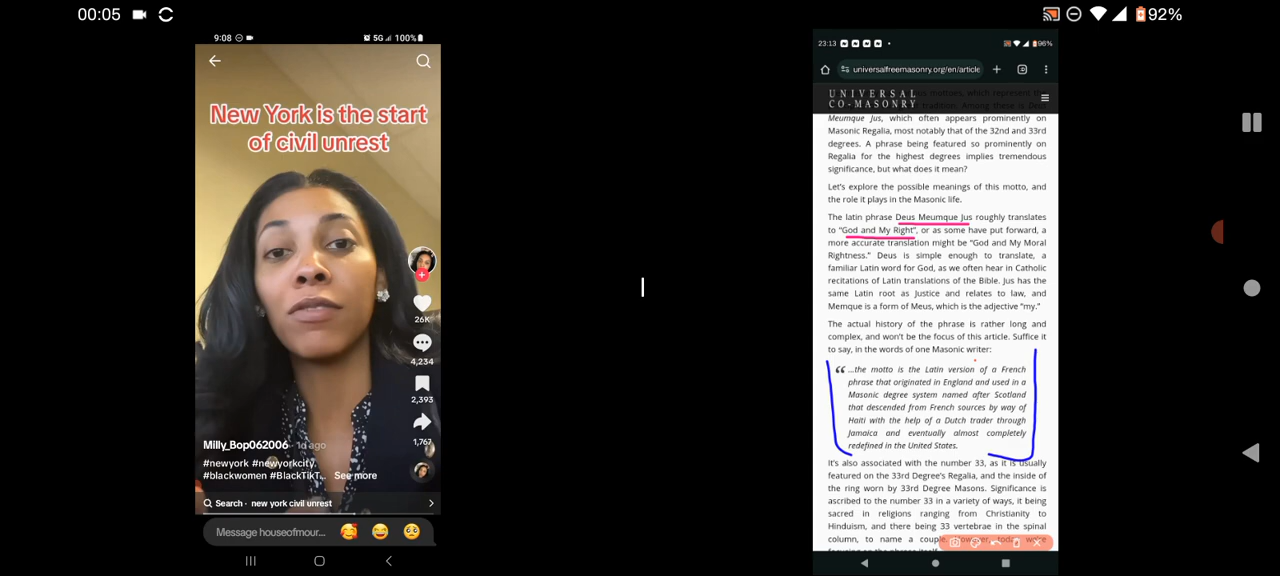 00:05
92%
9:08
5G
100%
New York is the start
of civil unrest
26K
4,234
2,393
1,767
Milly_Bop062006 · 1d ago
#newyork #newyorkcity
#blackwomen #BlackTikT... See more
Search · new york civil unrest
Message houseofmour...
23:13
96%
universalfreemasonry.org/en/article
UNIVERSAL
CO-MASONRY
mottoes, which represent the
tradition. Among these is Deus
Meumque Jus, which often appears prominently on
Masonic Regalia, most notably that of the 32nd and 33rd
degrees. A phrase being featured so prominently on
Regalia for the highest degrees implies tremendous
significance, but what does it mean?
Let's explore the possible meanings of this motto, and
the role it plays in the Masonic life.
The latin phrase Deus Meumque Jus roughly translates
to "God and My Right", or as some have put forward, a
more accurate translation might be "God and My Moral
Rightness." Deus is simple enough to translate, a
familiar Latin word for God, as we often hear in Catholic
recitations of Latin translations of the Bible. Jus has the
same Latin root as Justice and relates to law, and
Memque is a form of Meus, which is the adjective "my."
The actual history of the phrase is rather long and
complex, and won't be the focus of this article. Suffice it
to say, in the words of one Masonic writer:
“ ...the motto is the Latin version of a French
phrase that originated in England and used in a
Masonic degree system named after Scotland
that descended from French sources by way of
Haiti with the help of a Dutch trader through
Jamaica and eventually almost completely
redefined in the United States.
It's also associated with the number 33, as it is usually
featured on the 33rd Degree's Regalia, and the inside of
the ring worn by 33rd Degree Masons. Significance is
ascribed to the number 33 in a variety of ways, it being
sacred in religions ranging from Christianity to
Hinduism, and there being 33 vertebrae in the spinal
column, to name a couple. However, today we're